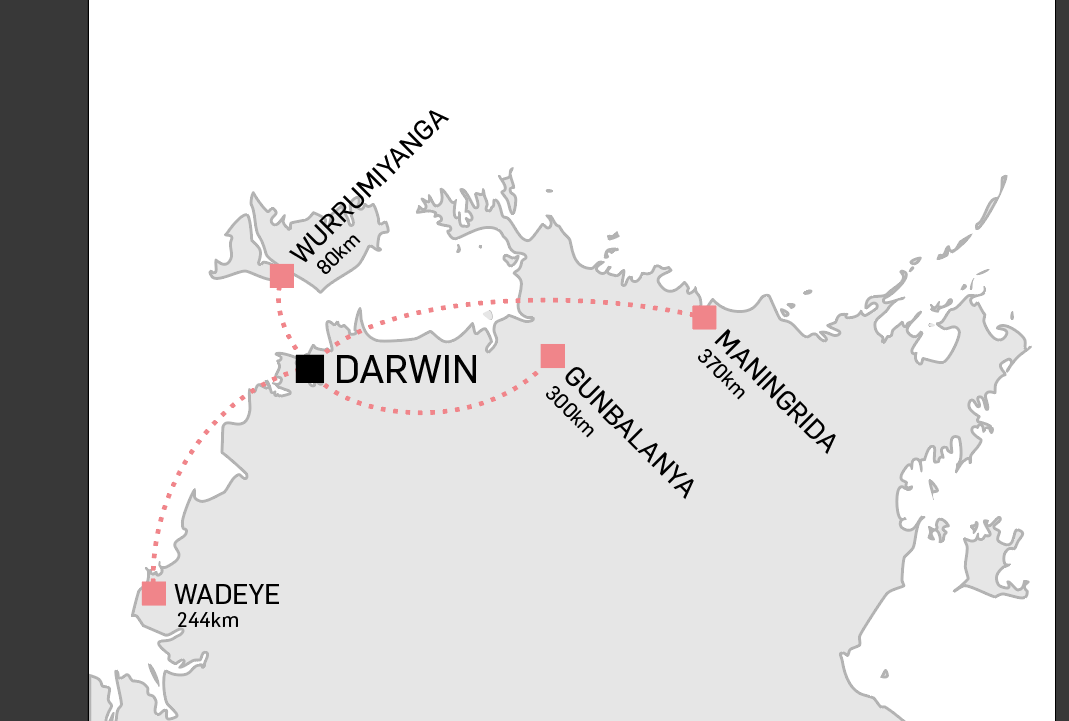 WURRUMIYANGA
80km
DARWIN
MANINGRIDA
370km
GUNBALANYA
300km
WADEYE
244km